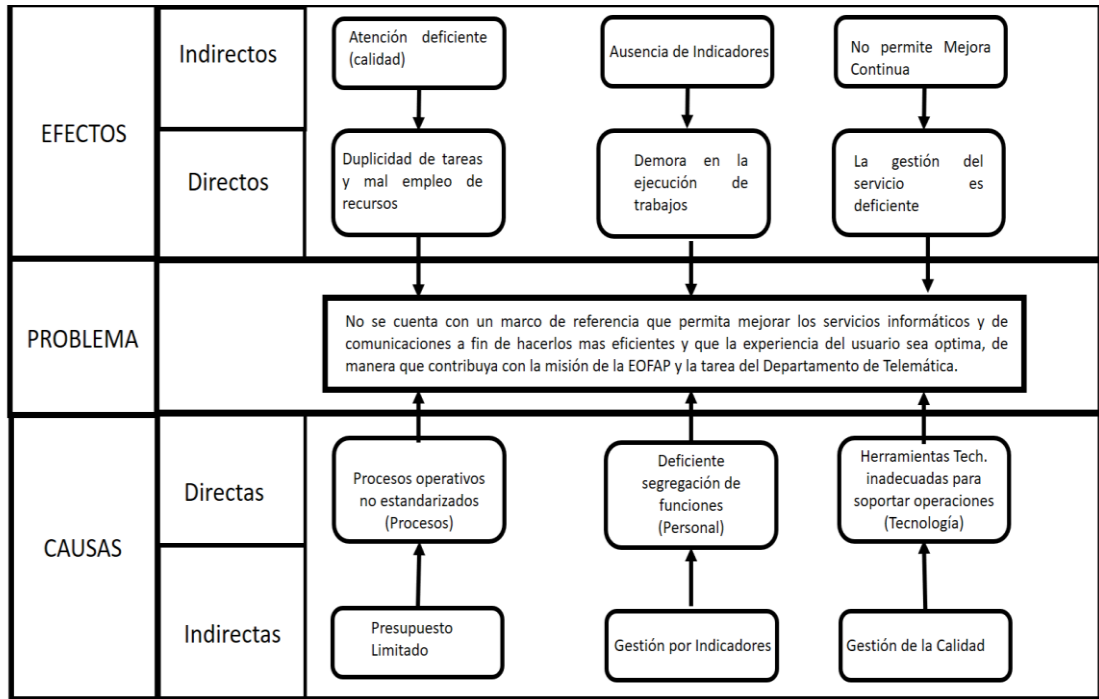 EFECTOS
Indirectos
Atención deficiente
(calidad)
Ausencia de Indicadores
No permite Mejora
Continua
Directos
Duplicidad de tareas
y mal empleo de
recursos
Demora en la
ejecución de
trabajos
La gestión del
servicio es
deficiente
PROBLEMA
No se cuenta con un marco de referencia que permita mejorar los servicios informáticos y de
comunicaciones a fin de hacerlos mas eficientes y que la experiencia del usuario sea optima, de
manera que contribuya con la misión de la EOFAP y la tarea del Departamento de Telemática.
CAUSAS
Directas
Procesos operativos
no estandarizados
(Procesos)
Deficiente
segregación de
funciones
(Personal)
Herramientas Tech.
inadecuadas para
soportar operaciones
(Tecnología)
Indirectas
Presupuesto
Limitado
Gestión por Indicadores
Gestión de la Calidad